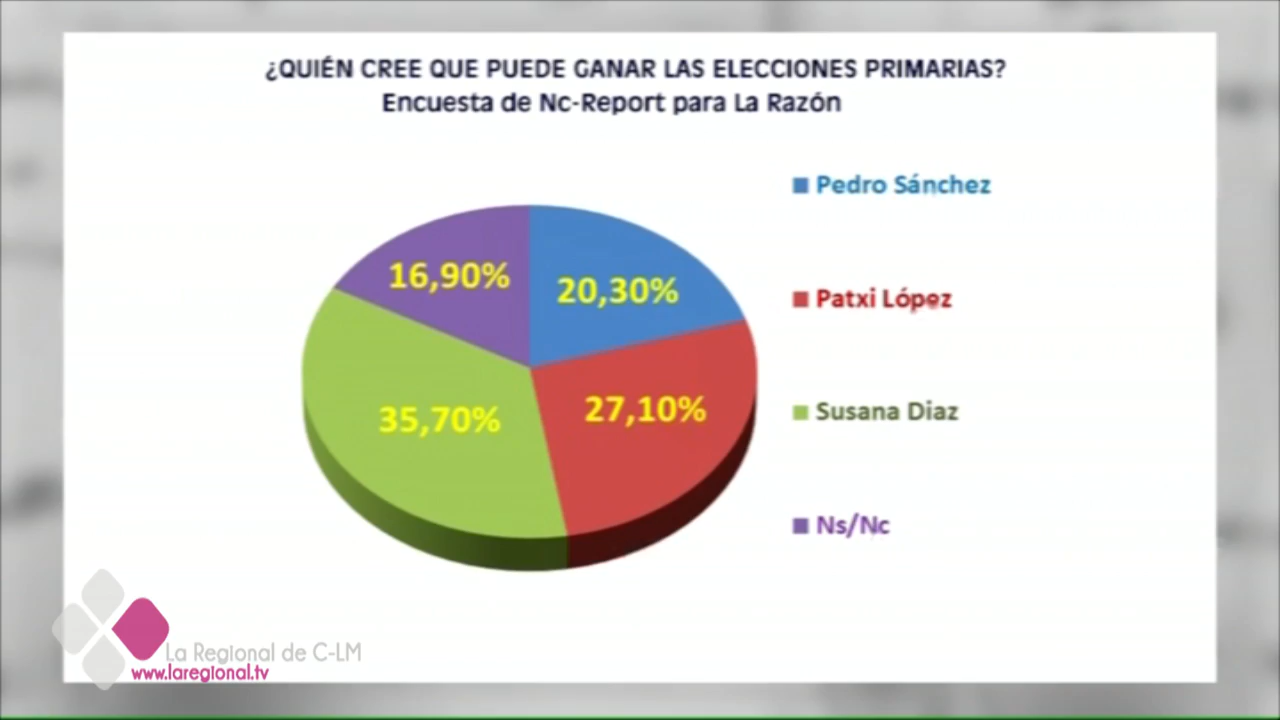 ¿QUIÉN CREE QUE PUEDE GANAR LAS ELECCIONES PRIMARIAS?
Encuesta de Nc-Report para La Razón
Pedro Sánchez
16,90%
20,30%
Patxi López
35,70%
27,10%
Susana Diaz
Ns/Nc
La Regional de C-LM
www.laregional.tv